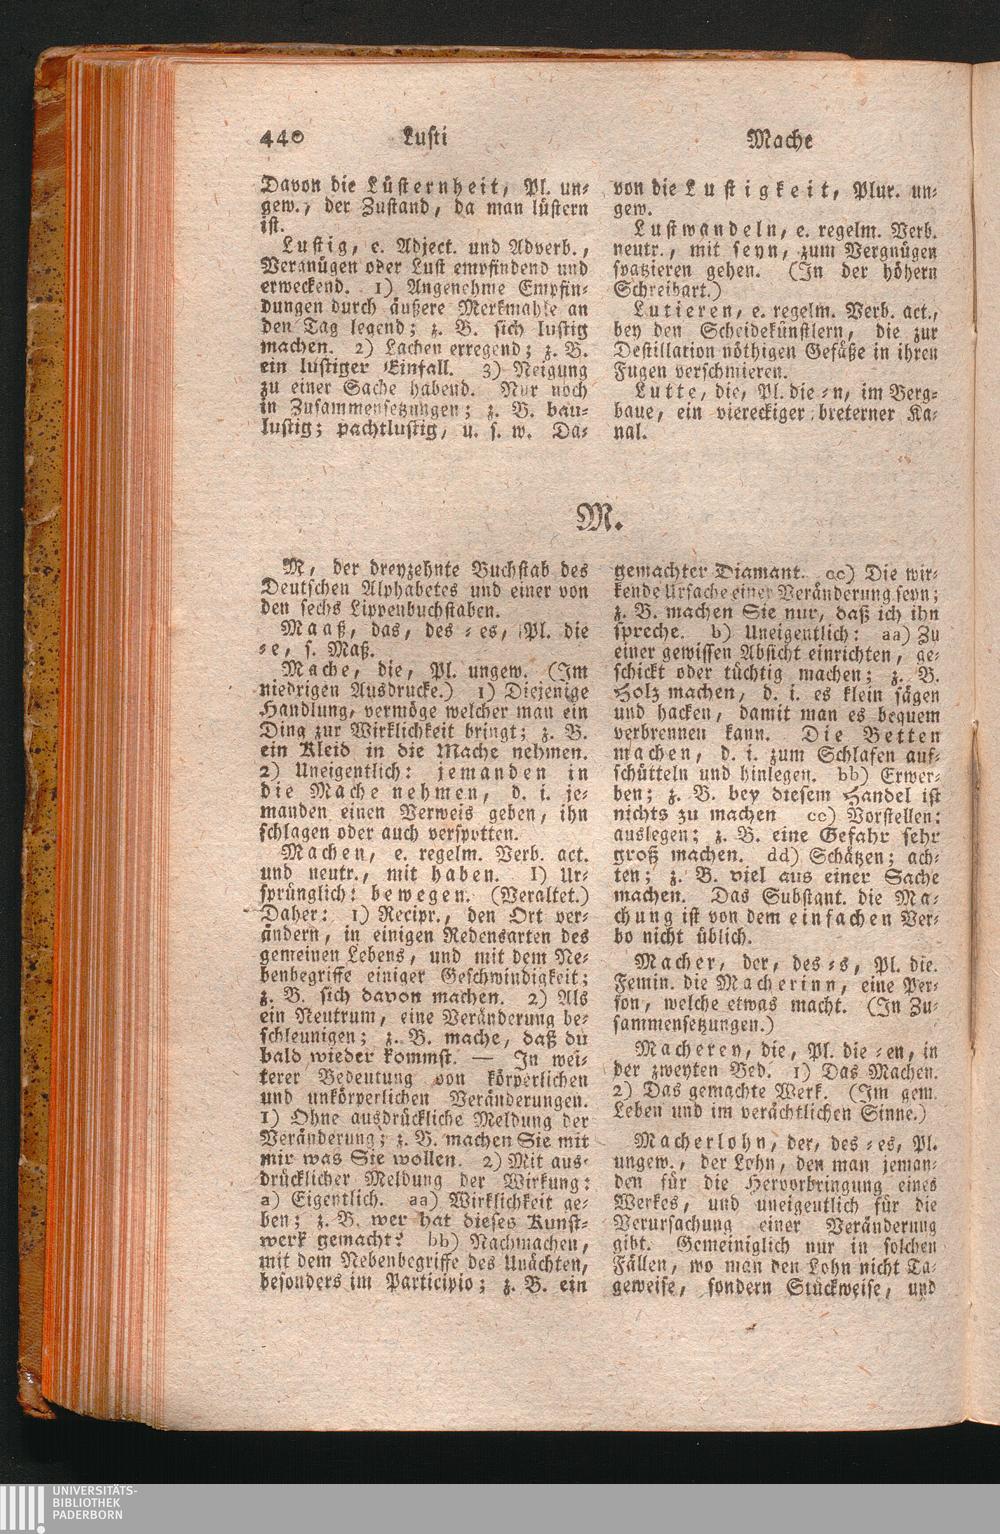 440
Lusti
Mache
Davon die Lüsternheit, Pl. un⸗
gew., der Zustand, da man lüstern
ist.
Lustig, e. Adject. und Adverb.,
Vergnügen oder Lust empfindend und
erweckend. 1) Angenehme Empfin⸗
dungen durch äußere Merkmahle an
den Tag legend; z. B. sich lustig
machen. 2) Lachen erregend; z. B.
ein lustiger Einfall. 3) Neigung
zu einer Sache habend. Nur noch
in Zusammensetzungen; z. B. bau⸗
lustig; pachtlustig, u. s. w. Da⸗
von die Lustigkeit, Plur. un⸗
gew.
Lustwandeln, e. regelm. Verb.
neutr., mit seyn, zum Vergnügen
spatzieren gehen. (In der höhern
Schreibart.)
Lutieren, e. regelm. Verb. act.,
bey den Scheidekünstlern, die zur
Destillation nöthigen Gefäße in ihren
Fugen verschmieren.
Lutte, die, Pl. die ⸗n, im Berg⸗
baue, ein viereckiger breterner Ka⸗
nal.
M.
M, der dreyzehnte Buchstab des
Deutschen Alphabetes und einer von
den sechs Lippenbuchstaben.
Maaß, das, des ⸗es, Pl. die
⸗e, s. Maß.
Mache, die, Pl. ungew. (Im
niedrigen Ausdrucke.) 1) Diejenige
Handlung, vermöge welcher man ein
Ding zur Wirklichkeit bringt; z. B.
ein Kleid in die Mache nehmen.
2) Uneigentlich: jemanden in
die Mache nehmen, d. i. je⸗
manden einen Verweis geben, ihn
schlagen oder auch verspotten.
Machen, e. regelm. Verb. act.
und neutr., mit haben. I) Ur⸗
sprünglich: bewegen. (Veraltet.)
Daher: 1) Recipr., den Ort ver⸗
ändern, in einigen Redensarten des
gemeinen Lebens, und mit dem Ne⸗
benbegriffe einiger Geschwindigkeit;
z. B. sich davon machen. 2) Als
ein Neutrum, eine Veränderung be⸗
schleunigen; z. B. mache, daß du
bald wieder kommst. — In wei⸗
terer Bedeutung von körperlichen
und unkörperlichen Veränderungen.
1) Ohne ausdrückliche Meldung der
Veränderung; z. B. machen Sie mit
mir was Sie wollen. 2) Mit aus⸗
drücklicher Meldung der Wirkung:
a) Eigentlich. aa) Wirklichkeit ge⸗
ben; z. B. wer hat dieses Kunst⸗
werk gemacht? bb) Nachmachen,
mit dem Nebenbegriffe des Unächten,
besonders im Participio; z. B. ein
gemachter Diamant. cc) Die wir⸗
kende Ursache einer Veränderung seyn;
z. B. machen Sie nur, daß ich ihn
spreche. b) Uneigentlich: aa) Zu
einer gewissen Absicht einrichten, ge⸗
schickt oder tüchtig machen; z. B.
Holz machen, d. i. es klein sägen
und hacken, damit man es bequem
verbrennen kann. Die Betten
machen, d. i. zum Schlafen auf⸗
schütteln und hinlegen. bb) Erwer⸗
ben; z. B. bey diesem Handel ist
nichts zu machen cc) Vorstellen:
auslegen; z. B. eine Gefahr sehr
groß machen. dd) Schätzen; ach⸗
ten; z. B. viel aus einer Sache
machen. Das Substant. die Ma⸗
chung ist von dem einfachen Ver⸗
bo nicht üblich.
Macher, der, des ⸗s, Pl. die.
Femin. die Macherinn, eine Per⸗
son, welche etwas macht. (In Zu⸗
sammensetzungen.)
Macherey, die, Pl. die ⸗en, in
der zweyten Bed. 1) Das Machen.
2) Das gemachte Werk. (Im gem.
Leben und im verächtlichen Sinne.)
Macherlohn, der, des ⸗es, Pl.
ungew., der Lohn, den man jeman⸗
den für die Hervorbringung eines
Werkes, und uneigentlich für die
Verursachung einer Veränderung
gibt. Gemeiniglich nur in solchen
Fällen, wo man den Lohn nicht Ta⸗
geweise, sondern Stückweise, und
UNIVERSITÄTS-
BIBLIOTHEK
PADERBORN